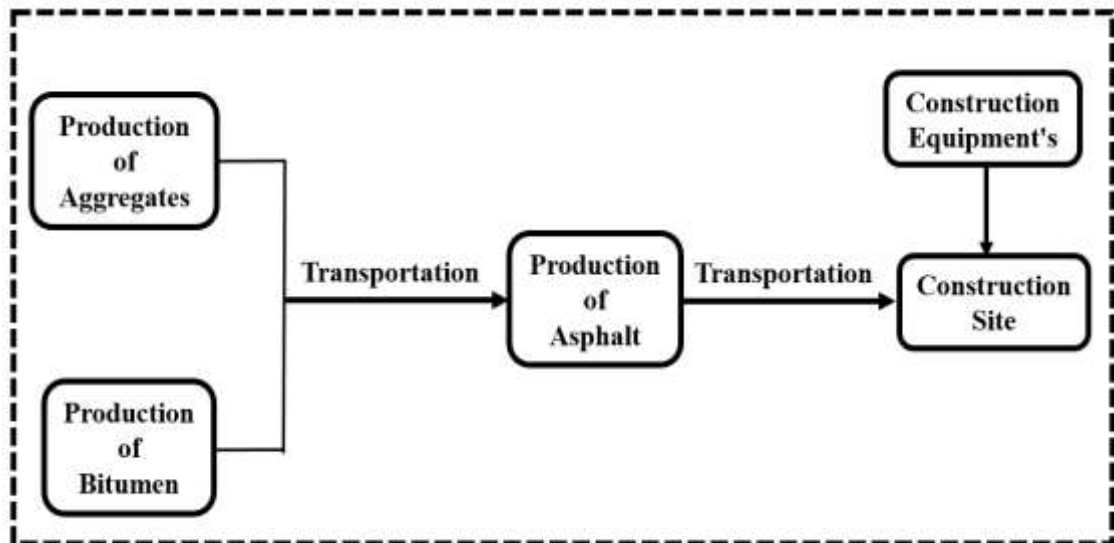 Production
of
Aggregates
Production
of
Bitumen
Transportation
Production
of
Asphalt
Transportation
Construction
Equipment's
Construction
Site